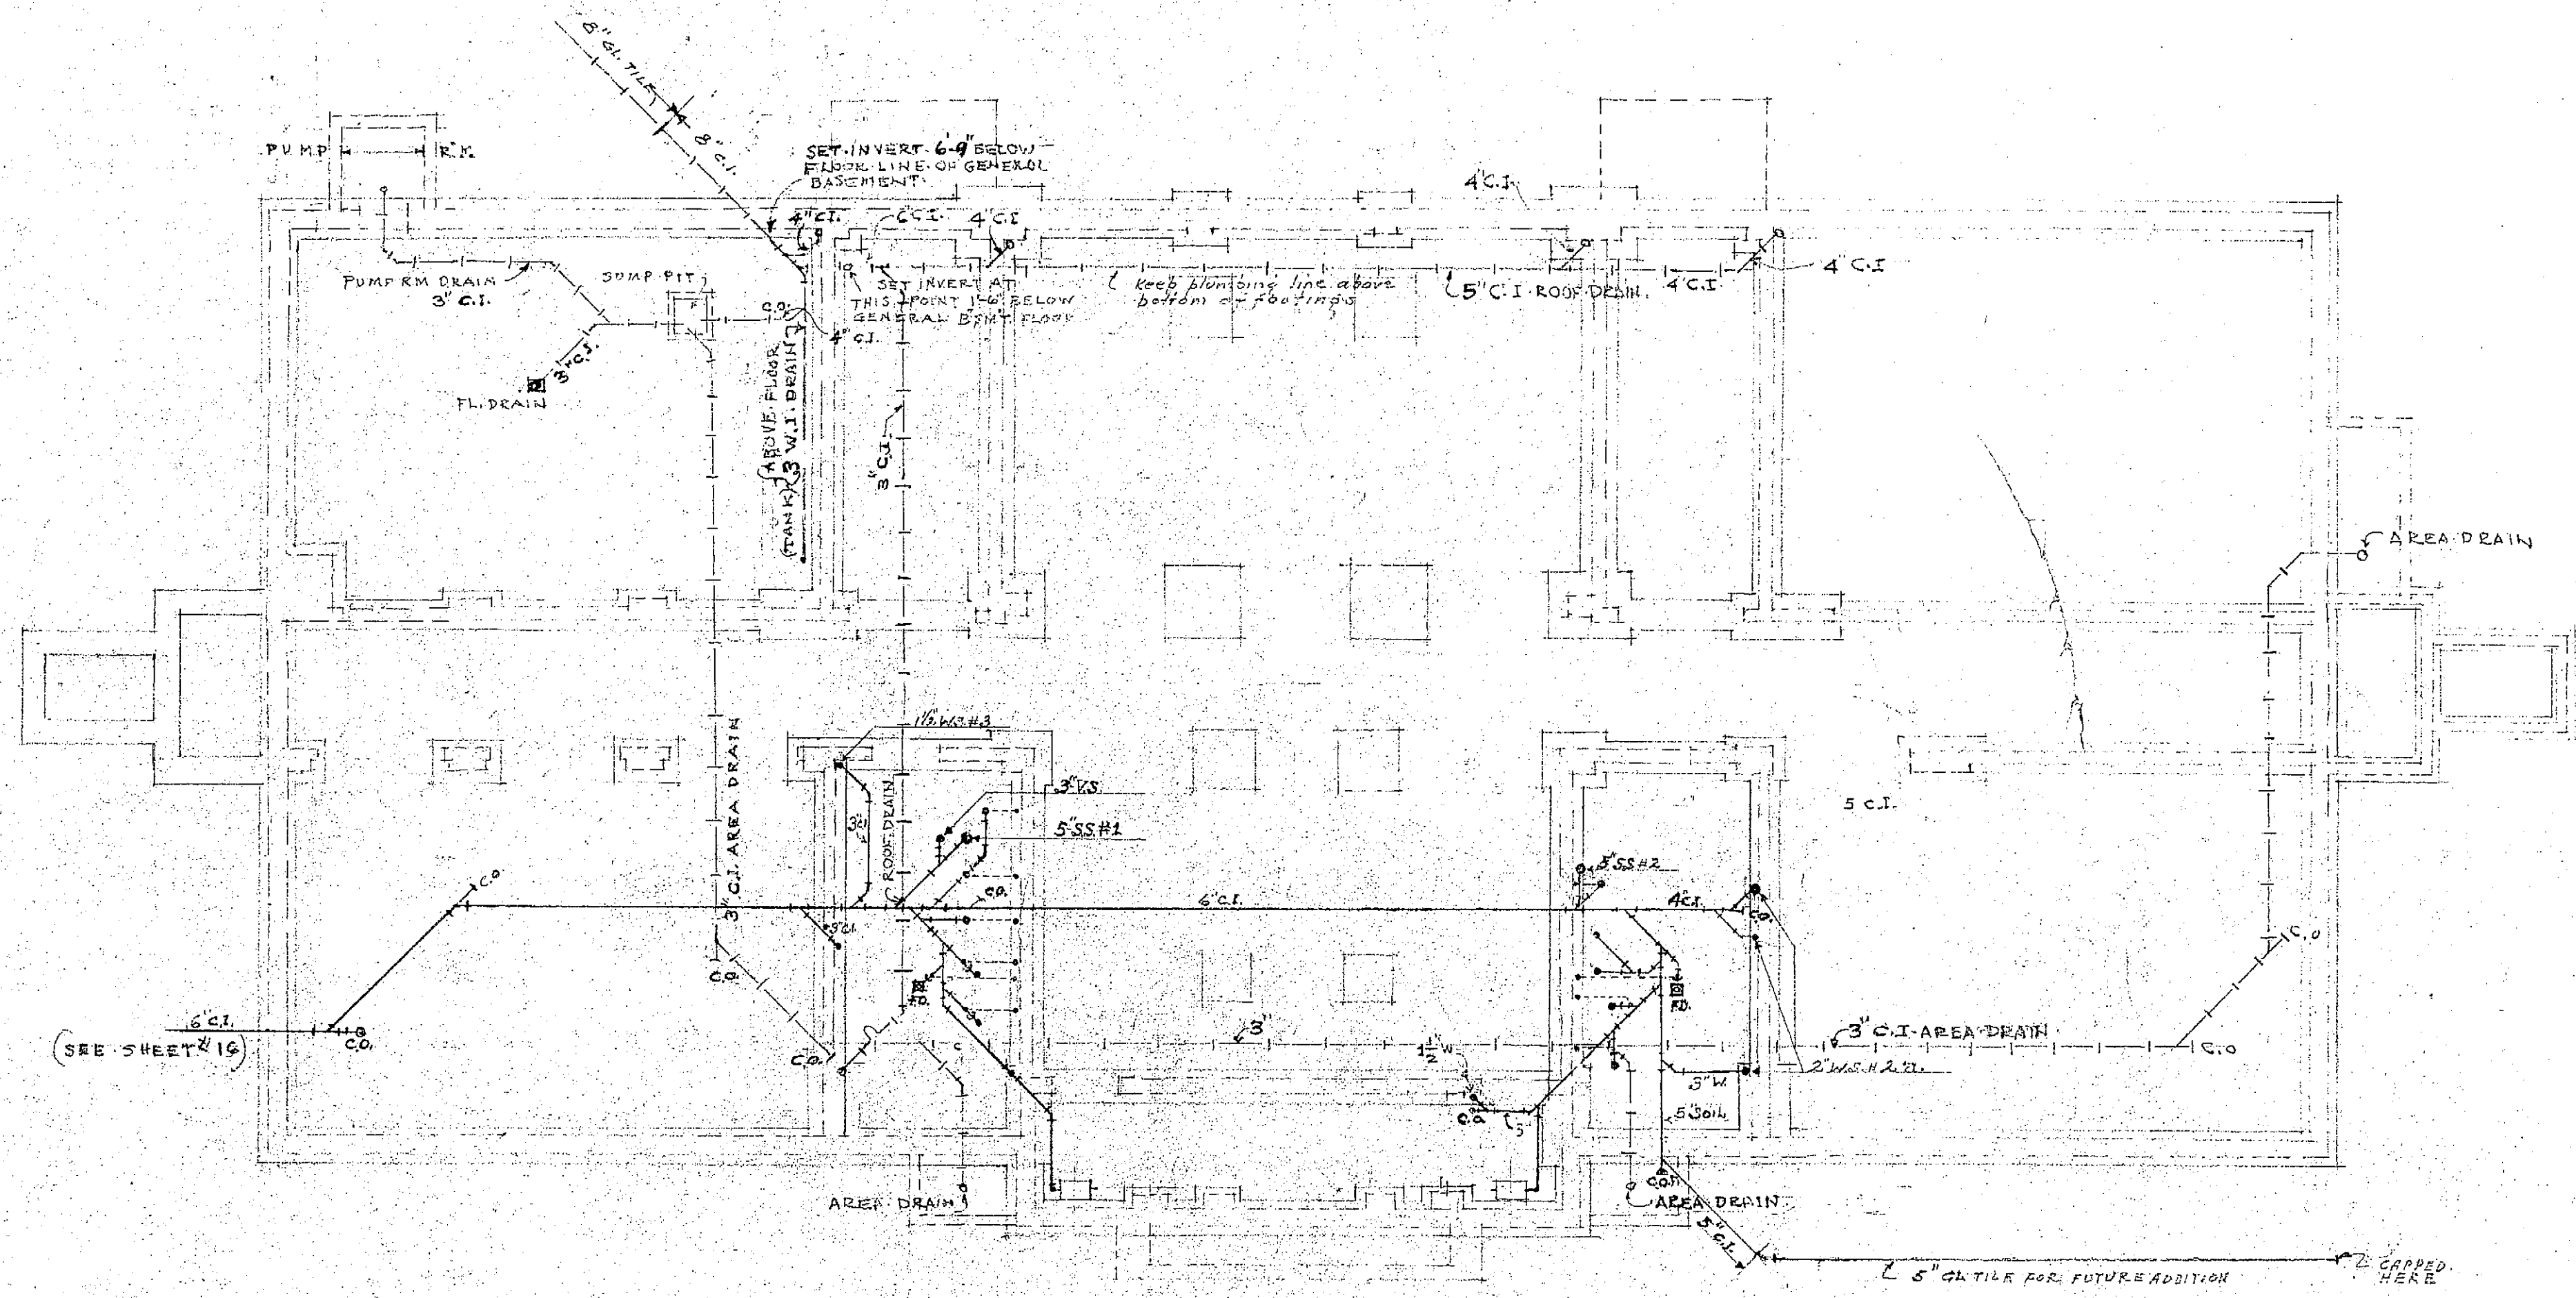 8" GL. TILE
8" C.I.
PUMP RM.
SET INVERT 6'-9" BELOW
FLOOR LINE OF GENERAL
BASEMENT.
4" C.I.
4" C.I.
6" C.I.
4" C.I.
PUMP RM DRAIN
3" C.I.
SUMP PIT
C.O.
SET INVERT AT
THIS POINT 1'-6" BELOW
GENERAL BSMT. FLOOR
Keep plumbing line above
bottom of footings
5" C.I. ROOF DRAIN.
4" C.I.
4" C.I.
4" C.I.
3" C.I.
FL. DRAIN
(ABOVE FLOOR)
(TANK) (3" W.I. DRAIN)
3" C.I.
AREA DRAIN
3" C.I. AREA DRAIN
1½" W.S. #3
3" C.I.
ROOF DRAIN
3" V.S.
5" S.S. #1
5 C.I.
C.O.
C.O.
5" S.S. #2
6" C.I.
4" C.I.
C.O.
3" C.I.
C.O.
C.O.
F.D.
F.D.
6" C.I.
(SEE SHEET # 16)
C.O.
C.O.
3"
1½" W.
3" C.I. AREA DRAIN
C.O.
2" W.S. #2
3" W.
C.O.
5" SOIL
AREA DRAIN
AREA DRAIN
5" C.I.
5" GL TILE FOR FUTURE ADDITION
CAPPED
HERE